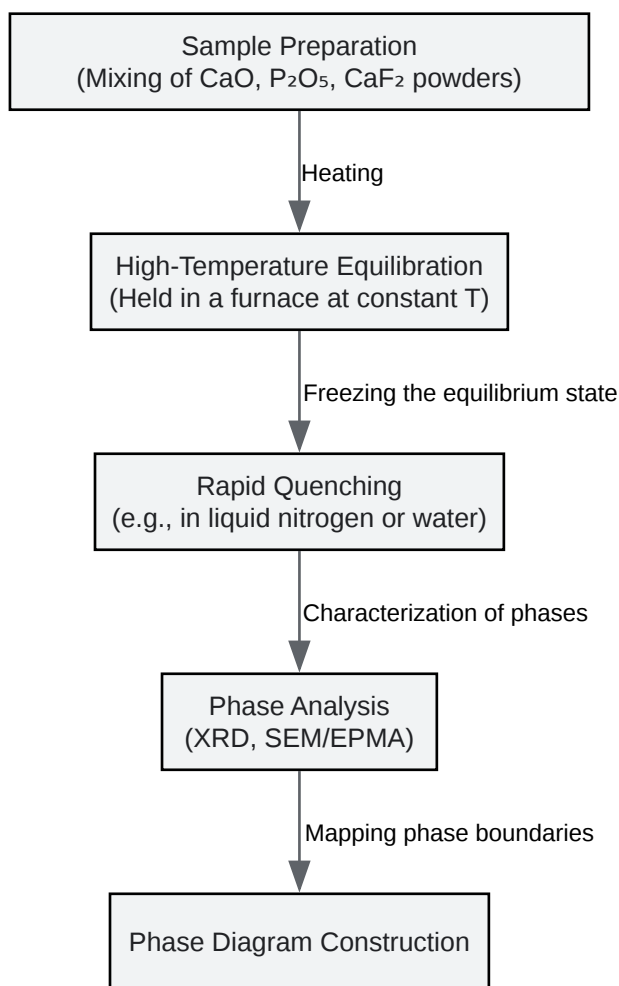 Sample Preparation
(Mixing of CaO, P₂O₅, CaF₂ powders)
Heating
High-Temperature Equilibration
(Held in a furnace at constant T)
Freezing the equilibrium state
Rapid Quenching
(e.g., in liquid nitrogen or water)
Characterization of phases
Phase Analysis
(XRD, SEM/EPMA)
Mapping phase boundaries
Phase Diagram Construction